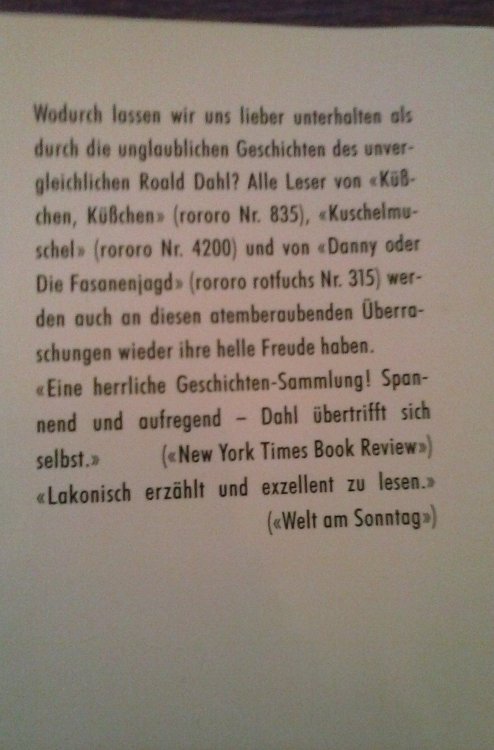 Wodurch lassen wir uns lieber unterhalten als
durch die unglaublichen Geschichten des unver-
gleichlichen Roald Dahl? Alle Leser von «Küß-
chen, Küßchen» (rororo Nr. 835), «Kuschelmu-
schel» (rororo Nr. 4200) und von «Danny oder
Die Fasanenjagd» (rororo rotfuchs Nr. 315) wer-
den auch an diesen atemberaubenden Überra-
schungen wieder ihre helle Freude haben.
«Eine herrliche Geschichten-Sammlung! Span-
nend und aufregend – Dahl übertrifft sich
selbst.» («New York Times Book Review»)
«Lakonisch erzählt und exzellent zu lesen.»
(«Welt am Sonntag»)